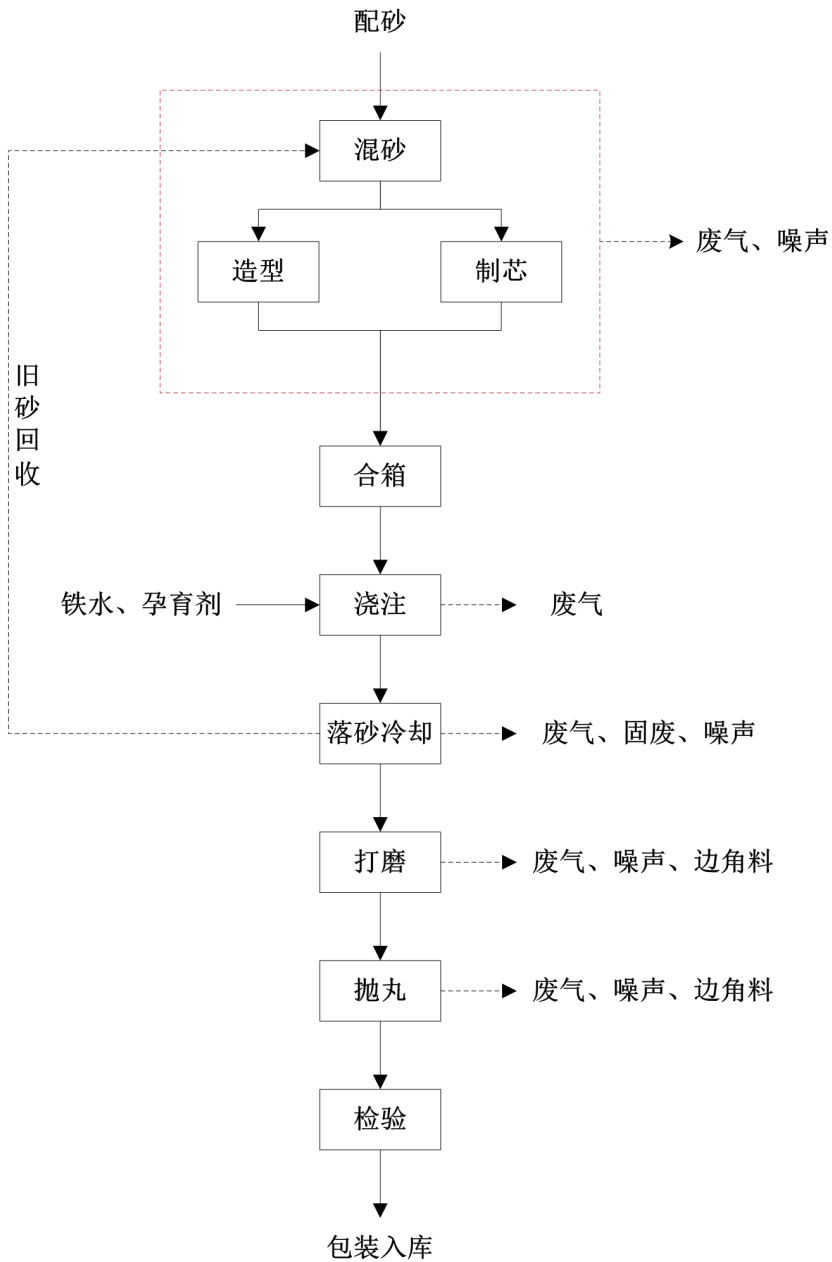 配砂
混砂
造型
制芯
废气、噪声
旧砂回收
合箱
铁水、孕育剂
浇注
废气
落砂冷却
废气、固废、噪声
打磨
废气、噪声、边角料
抛丸
废气、噪声、边角料
检验
包装入库